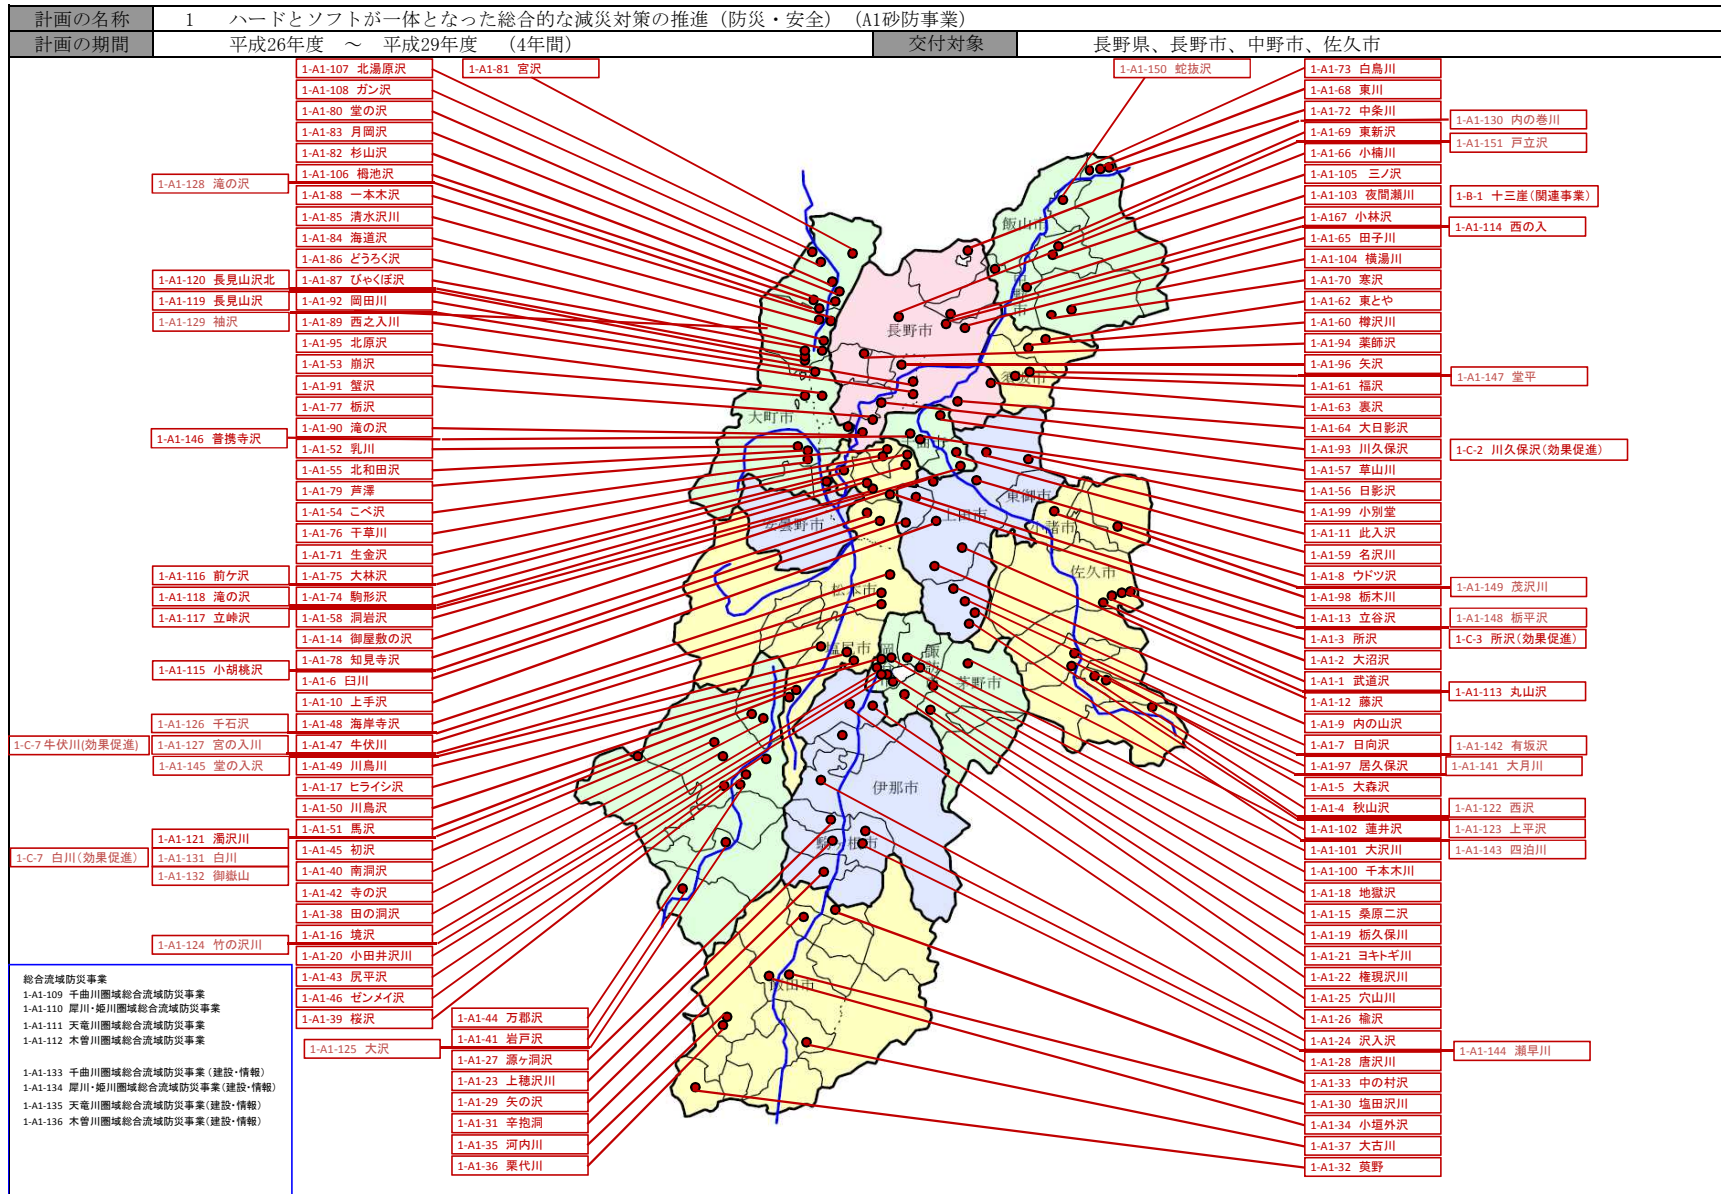 計画の名称 1 ハードとソフトが一体となった総合的な減災対策の推進（防災・安全）（A1砂防事業）
計画の期間 平成26年度 ～ 平成29年度 （4年間） 交付対象 長野県、長野市、中野市、佐久市
1-A1-107 北湯原沢
1-A1-108 ガン沢
1-A1-80 堂の沢
1-A1-83 月岡沢
1-A1-82 杉山沢
1-A1-106 栂池沢
1-A1-88 一本木沢
1-A1-85 清水沢川
1-A1-84 海道沢
1-A1-86 どうろく沢
1-A1-87 びゃくぼ沢
1-A1-92 岡田川
1-A1-89 西之入川
1-A1-95 北原沢
1-A1-53 崩沢
1-A1-91 蟹沢
1-A1-77 栃沢
1-A1-90 滝の沢
1-A1-52 乳川
1-A1-55 北和田沢
1-A1-79 芦澤
1-A1-54 こべ沢
1-A1-76 干草川
1-A1-71 生金沢
1-A1-75 大林沢
1-A1-74 駒形沢
1-A1-58 洞岩沢
1-A1-14 御屋敷の沢
1-A1-78 知見寺沢
1-A1-6 臼川
1-A1-10 上手沢
1-A1-48 海岸寺沢
1-A1-47 牛伏川
1-A1-49 川鳥川
1-A1-17 ヒライシ沢
1-A1-50 川鳥沢
1-A1-51 馬沢
1-A1-45 初沢
1-A1-40 南洞沢
1-A1-42 寺の沢
1-A1-38 田の洞沢
1-A1-16 境沢
1-A1-20 小田井沢川
1-A1-43 尻平沢
1-A1-46 ゼンメイ沢
1-A1-39 桜沢
1-A1-128 滝の沢
1-A1-120 長見山沢北
1-A1-119 長見山沢
1-A1-129 袖沢
1-A1-146 普携寺沢
1-A1-116 前ケ沢
1-A1-118 滝の沢
1-A1-117 立峠沢
1-A1-115 小胡桃沢
1-A1-126 千石沢
1-C-7 牛伏川(効果促進)
1-A1-127 宮の入川
1-A1-145 堂の入沢
1-A1-121 濁沢川
1-C-7 白川(効果促進)
1-A1-131 白川
1-A1-132 御嶽山
1-A1-124 竹の沢川
1-A1-125 大沢
1-A1-81 宮沢
1-A1-150 蛇抜沢
1-A1-44 万郡沢
1-A1-41 岩戸沢
1-A1-27 源ヶ洞沢
1-A1-23 上穂沢川
1-A1-29 矢の沢
1-A1-31 辛抱洞
1-A1-35 河内川
1-A1-36 栗代川
1-A1-73 白鳥川
1-A1-68 東川
1-A1-72 中条川
1-A1-69 東新沢
1-A1-66 小楠川
1-A1-105 三ノ沢
1-A1-103 夜間瀬川
1-A167 小林沢
1-A1-65 田子川
1-A1-104 横湯川
1-A1-70 寒沢
1-A1-62 東とや
1-A1-60 樽沢川
1-A1-94 薬師沢
1-A1-96 矢沢
1-A1-61 福沢
1-A1-63 裏沢
1-A1-64 大日影沢
1-A1-93 川久保沢
1-A1-57 草山川
1-A1-56 日影沢
1-A1-99 小別堂
1-A1-11 此入沢
1-A1-59 名沢川
1-A1-8 ウドツ沢
1-A1-98 栃木川
1-A1-13 立谷沢
1-A1-3 所沢
1-A1-2 大沼沢
1-A1-1 武道沢
1-A1-12 藤沢
1-A1-9 内の山沢
1-A1-7 日向沢
1-A1-97 居久保沢
1-A1-5 大森沢
1-A1-4 秋山沢
1-A1-102 蓮井沢
1-A1-101 大沢川
1-A1-100 千本木川
1-A1-18 地獄沢
1-A1-15 桑原二沢
1-A1-19 栃久保川
1-A1-21 ヨキトギ川
1-A1-22 権現沢川
1-A1-25 穴山川
1-A1-26 楡沢
1-A1-24 沢入沢
1-A1-28 唐沢川
1-A1-33 中の村沢
1-A1-30 塩田沢川
1-A1-34 小垣外沢
1-A1-37 大古川
1-A1-32 萸野
1-A1-130 内の巻川
1-A1-151 戸立沢
1-B-1 十三崖(関連事業)
1-A1-114 西の入
1-A1-147 堂平
1-C-2 川久保沢(効果促進)
1-A1-149 茂沢川
1-A1-148 栃平沢
1-C-3 所沢(効果促進)
1-A1-113 丸山沢
1-A1-142 有坂沢
1-A1-141 大月川
1-A1-122 西沢
1-A1-123 上平沢
1-A1-143 四泊川
1-A1-144 瀬早川
飯山市
中野市
長野市
須坂市
大町市
千曲市
東御市
上田市
小諸市
安曇野市
佐久市
松本市
塩尻市
岡谷市
諏訪市
茅野市
伊那市
駒ヶ根市
飯田市
総合流域防災事業
1-A1-109 千曲川圏域総合流域防災事業
1-A1-110 犀川・姫川圏域総合流域防災事業
1-A1-111 天竜川圏域総合流域防災事業
1-A1-112 木曽川圏域総合流域防災事業
1-A1-133 千曲川圏域総合流域防災事業(建設・情報)
1-A1-134 犀川・姫川圏域総合流域防災事業(建設・情報)
1-A1-135 天竜川圏域総合流域防災事業(建設・情報)
1-A1-136 木曽川圏域総合流域防災事業(建設・情報)